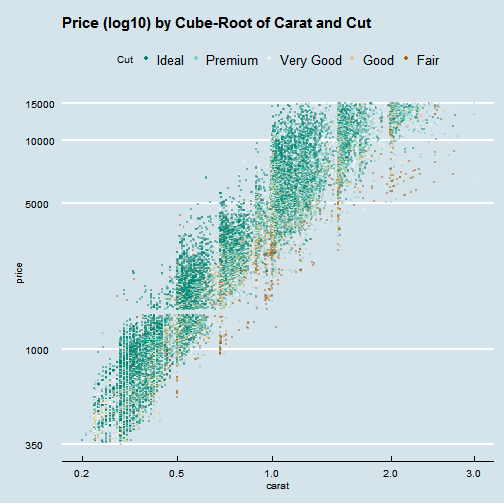 Price (log10) by Cube-Root of Carat and Cut
Cut Ideal Premium Very Good Good Fair
15000
10000
5000
1000
350
price
0.2 0.5 1.0 2.0 3.0
carat